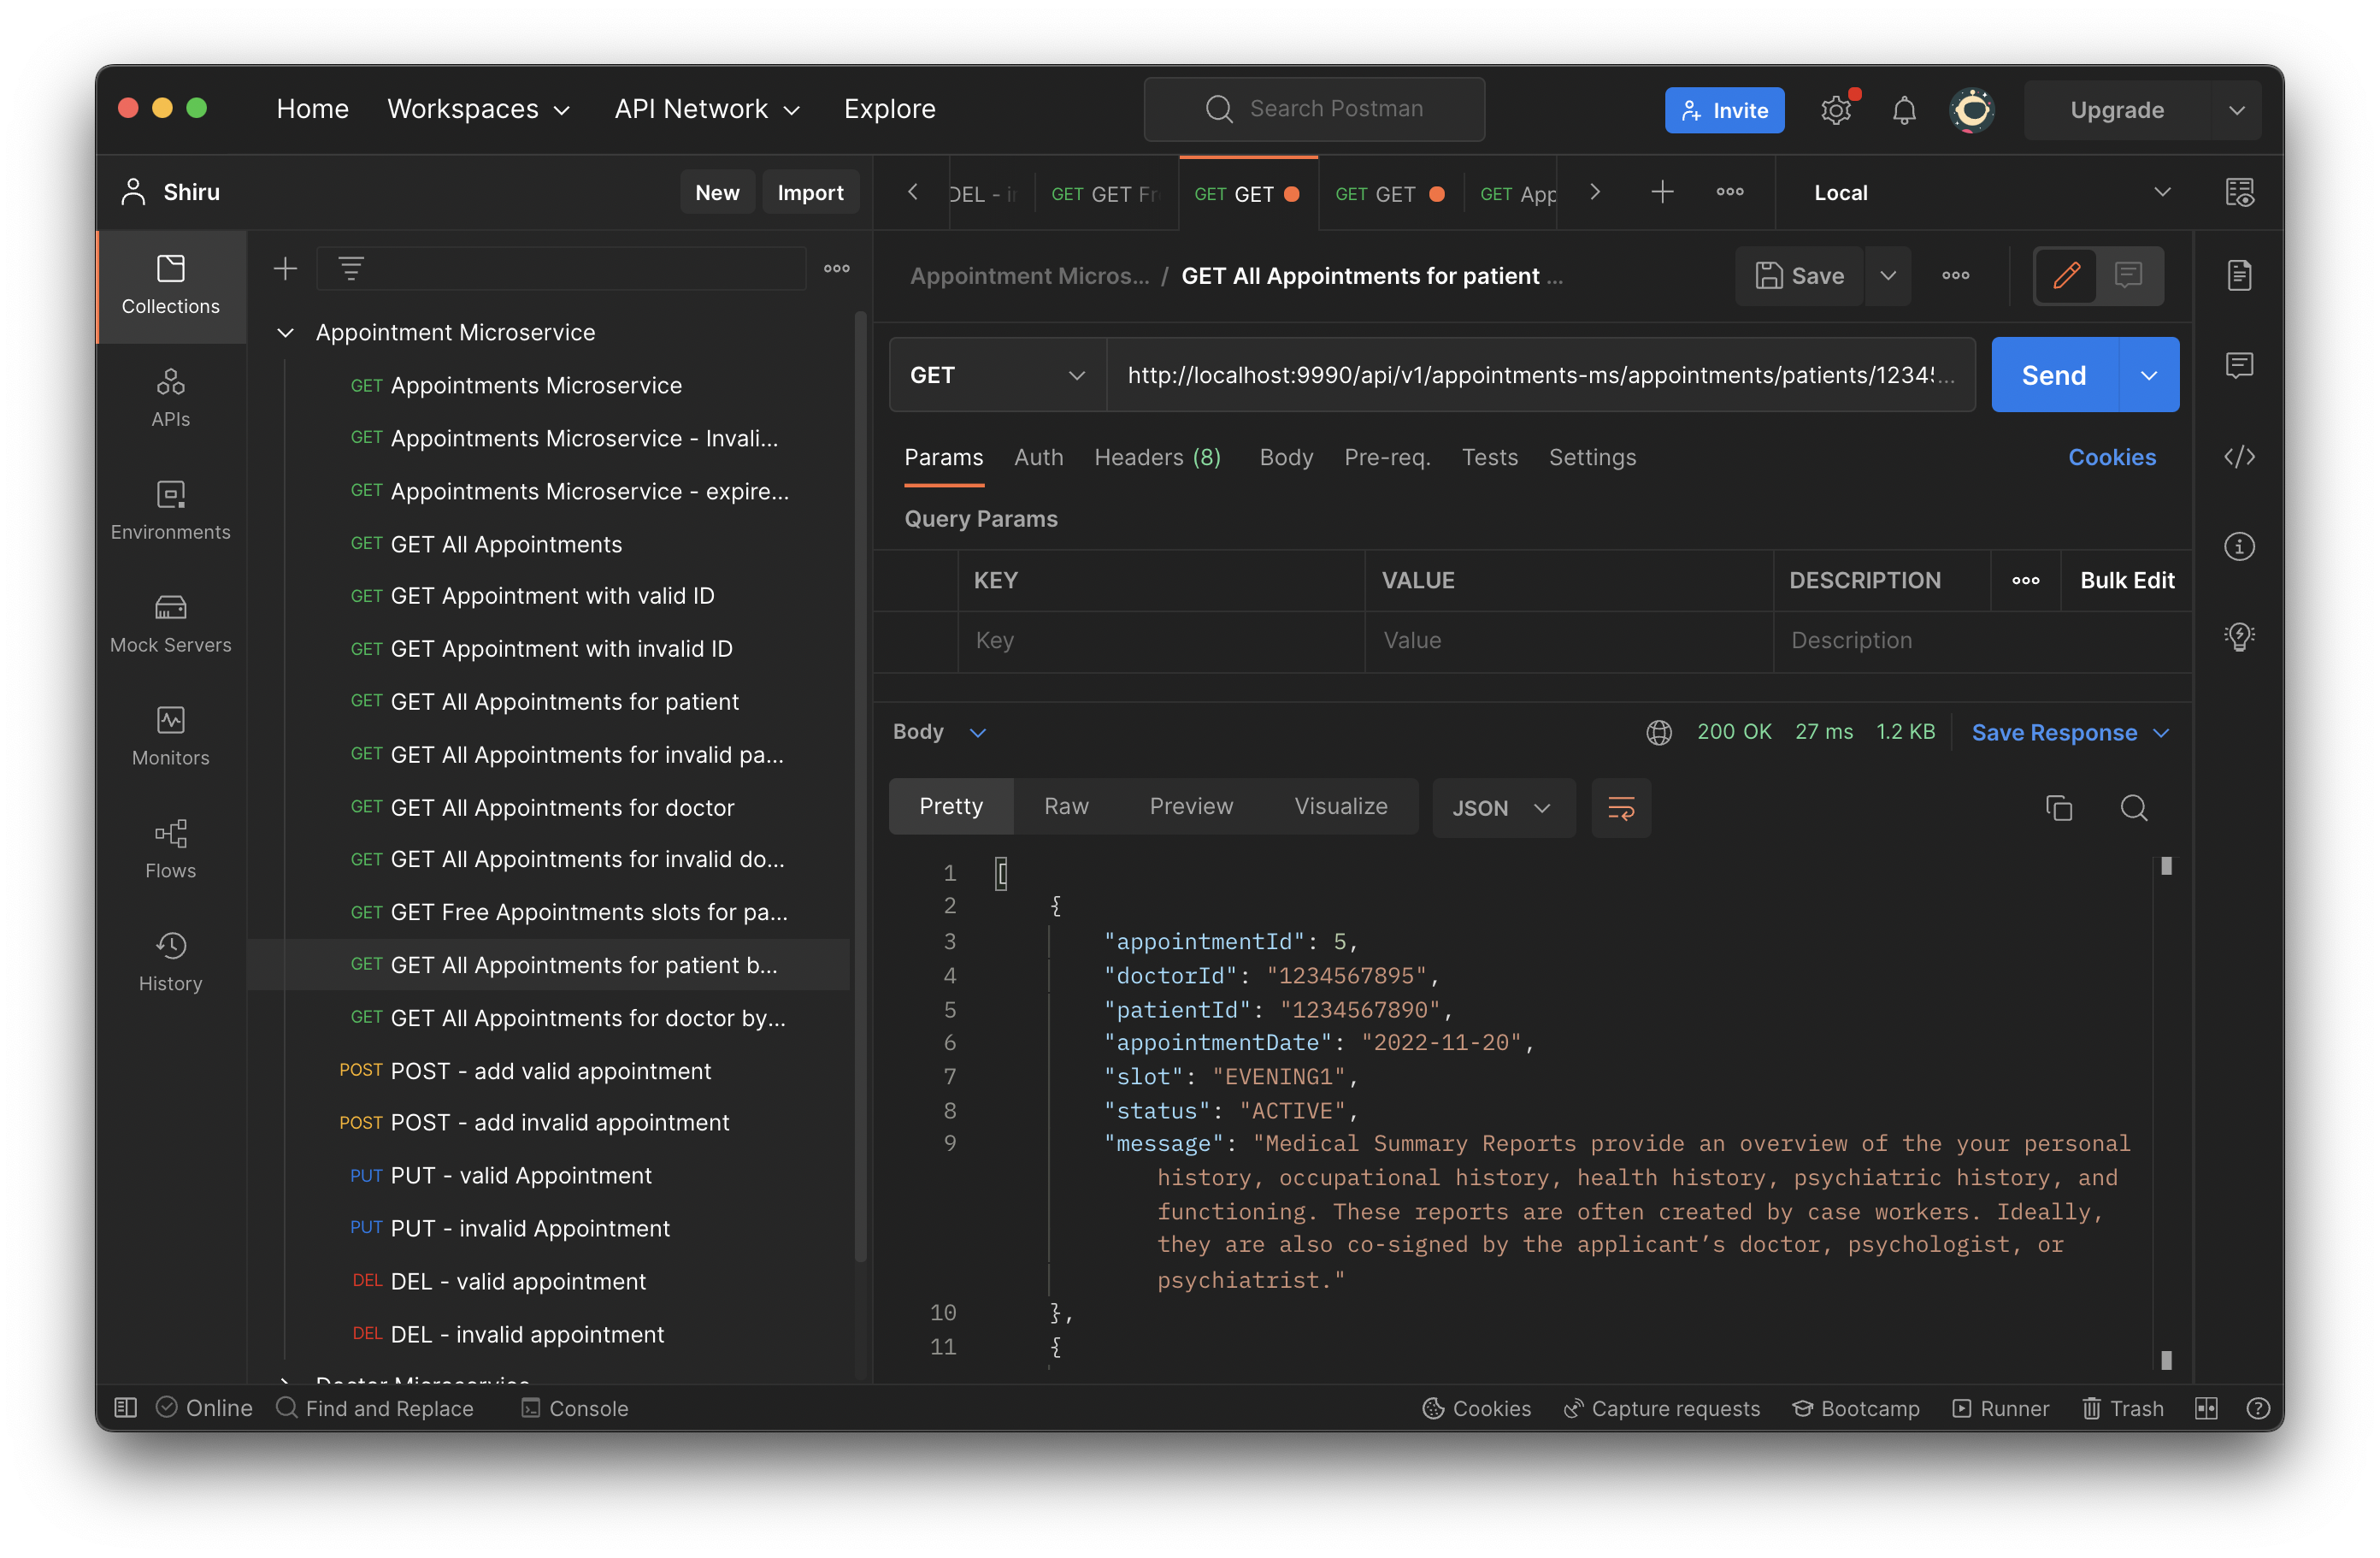 Home Workspaces API Network Explore Search Postman Invite Upgrade
Shiru New Import
DEL - GET GET GET GET GET GET GET Local
Collections
APIs
Environments
Mock Servers
Monitors
Flows
History
Appointment Microservice
GET Appointments Microservice
GET Appointments Microservice - Invali...
GET Appointments Microservice - expire...
GET GET All Appointments
GET GET Appointment with valid ID
GET GET Appointment with invalid ID
GET GET All Appointments for patient
GET GET All Appointments for invalid pa...
GET GET All Appointments for doctor
GET GET All Appointments for invalid do...
GET GET Free Appointments slots for pa...
GET GET All Appointments for patient b...
GET GET All Appointments for doctor by...
POST POST - add valid appointment
POST POST - add invalid appointment
PUT PUT - valid Appointment
PUT PUT - invalid Appointment
DEL DEL - valid appointment
DEL DEL - invalid appointment
Doctor Microservice
Appointment Micros... / GET All Appointments for patient ... Save
GET http://localhost:9990/api/v1/appointments-ms/appointments/patients/1234... Send
Params Auth Headers (8) Body Pre-req. Tests Settings Cookies
Query Params
KEY VALUE DESCRIPTION Bulk Edit
Key Value Description
Body 200 OK 27 ms 1.2 KB Save Response
Pretty Raw Preview Visualize JSON
1 [
2 {
3 "appointmentId": 5,
4 "doctorId": "1234567895",
5 "patientId": "1234567890",
6 "appointmentDate": "2022-11-20",
7 "slot": "EVENING1",
8 "status": "ACTIVE",
9 "message": "Medical Summary Reports provide an overview of the your personal
history, occupational history, health history, psychiatric history, and
functioning. These reports are often created by case workers. Ideally,
they are also co-signed by the applicant’s doctor, psychologist, or
psychiatrist."
10 },
11 {
Online Find and Replace Console Cookies Capture requests Bootcamp Runner Trash